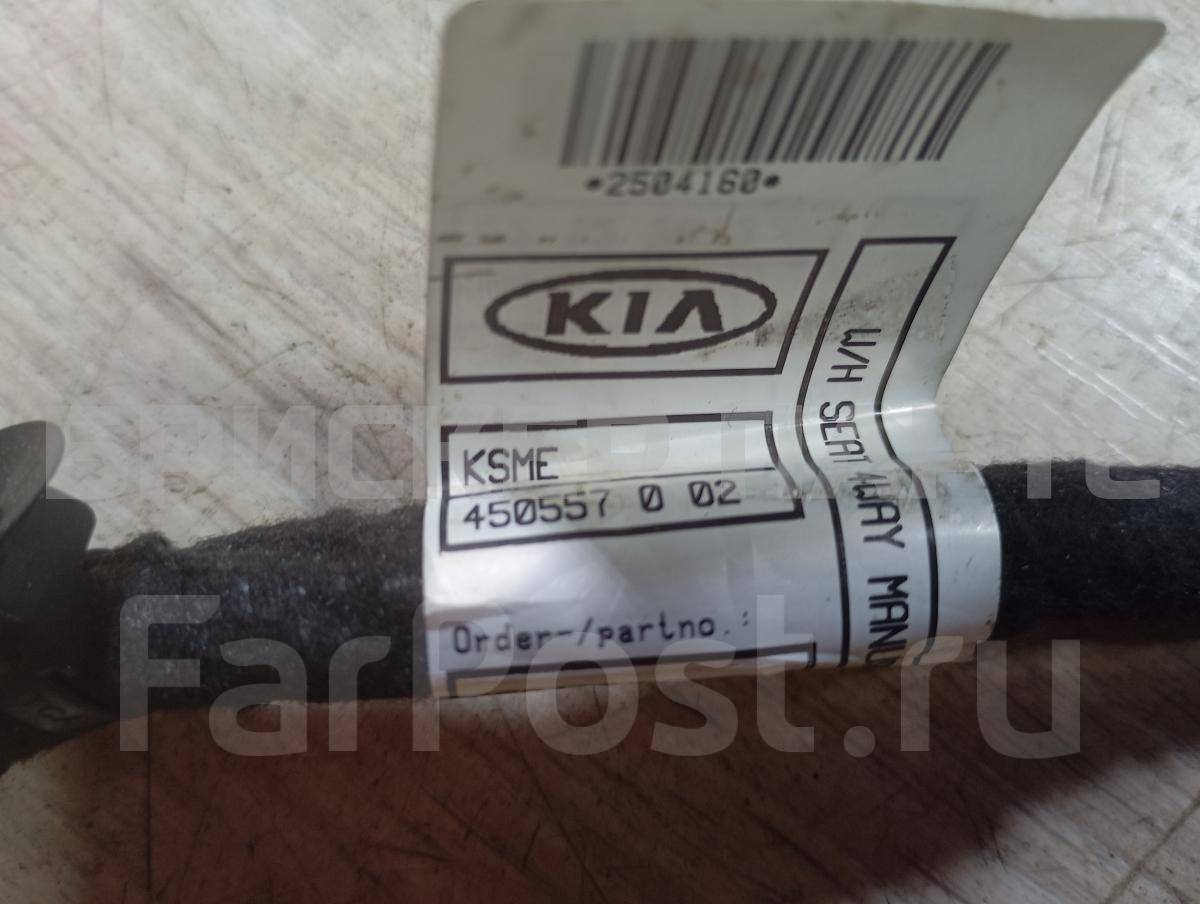 *2504160*
KIA
W/H SEAT 4WAY MANU
KSME
450557 0 02
Order-/partno.:
FarPost.ru